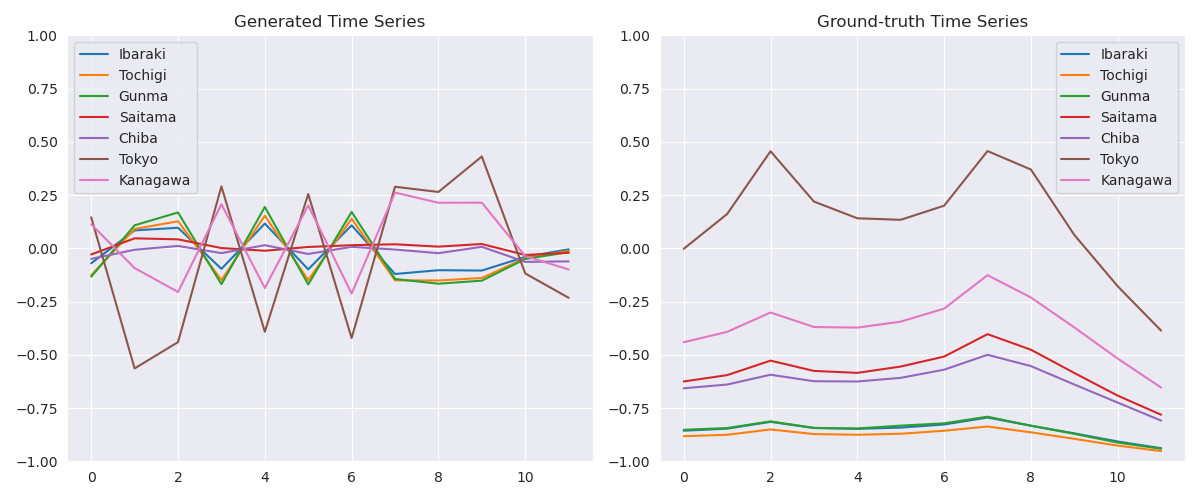 Generated Time Series
1.00
0.75
0.50
0.25
0.00
−0.25
−0.50
−0.75
−1.00
Ibaraki
Tochigi
Gunma
Saitama
Chiba
Tokyo
Kanagawa
0 2 4 6 8 10
Ground-truth Time Series
1.00
0.75
0.50
0.25
0.00
−0.25
−0.50
−0.75
−1.00
Ibaraki
Tochigi
Gunma
Saitama
Chiba
Tokyo
Kanagawa
0 2 4 6 8 10